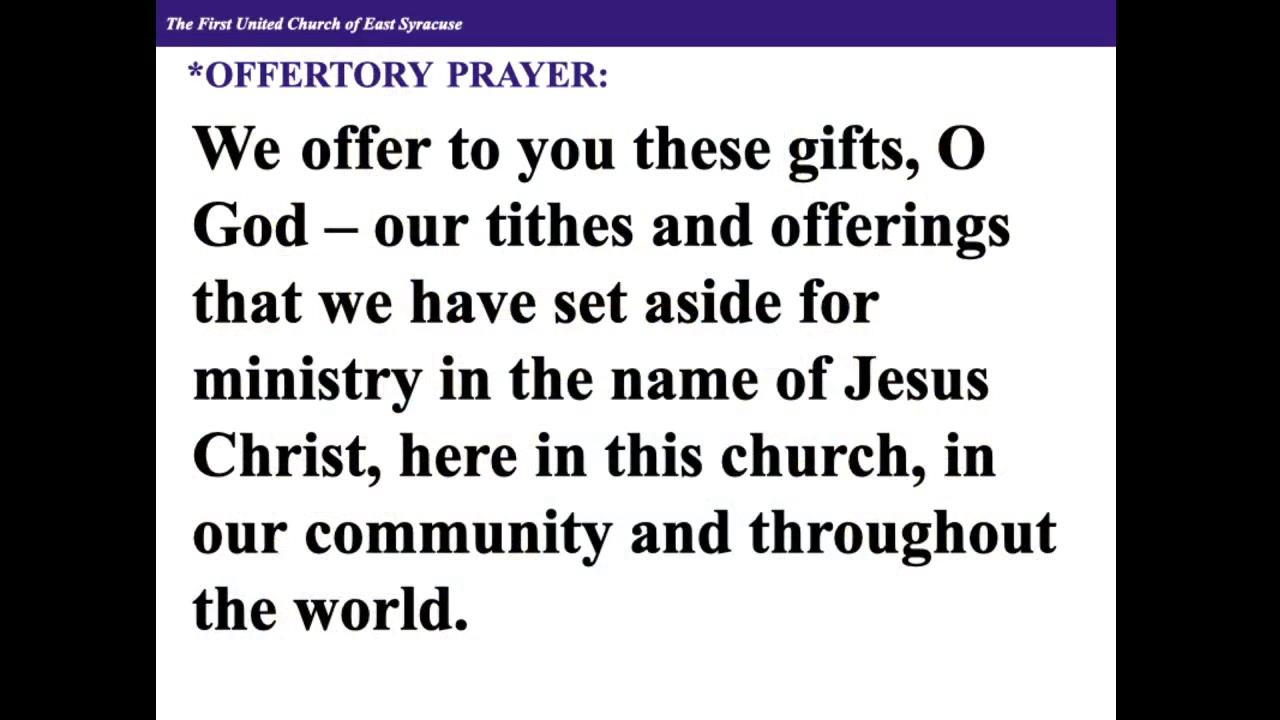 The First United Church of East Syracuse
*OFFERTORY PRAYER:
We offer to you these gifts, O
God – our tithes and offerings
that we have set aside for
ministry in the name of Jesus
Christ, here in this church, in
our community and throughout
the world.